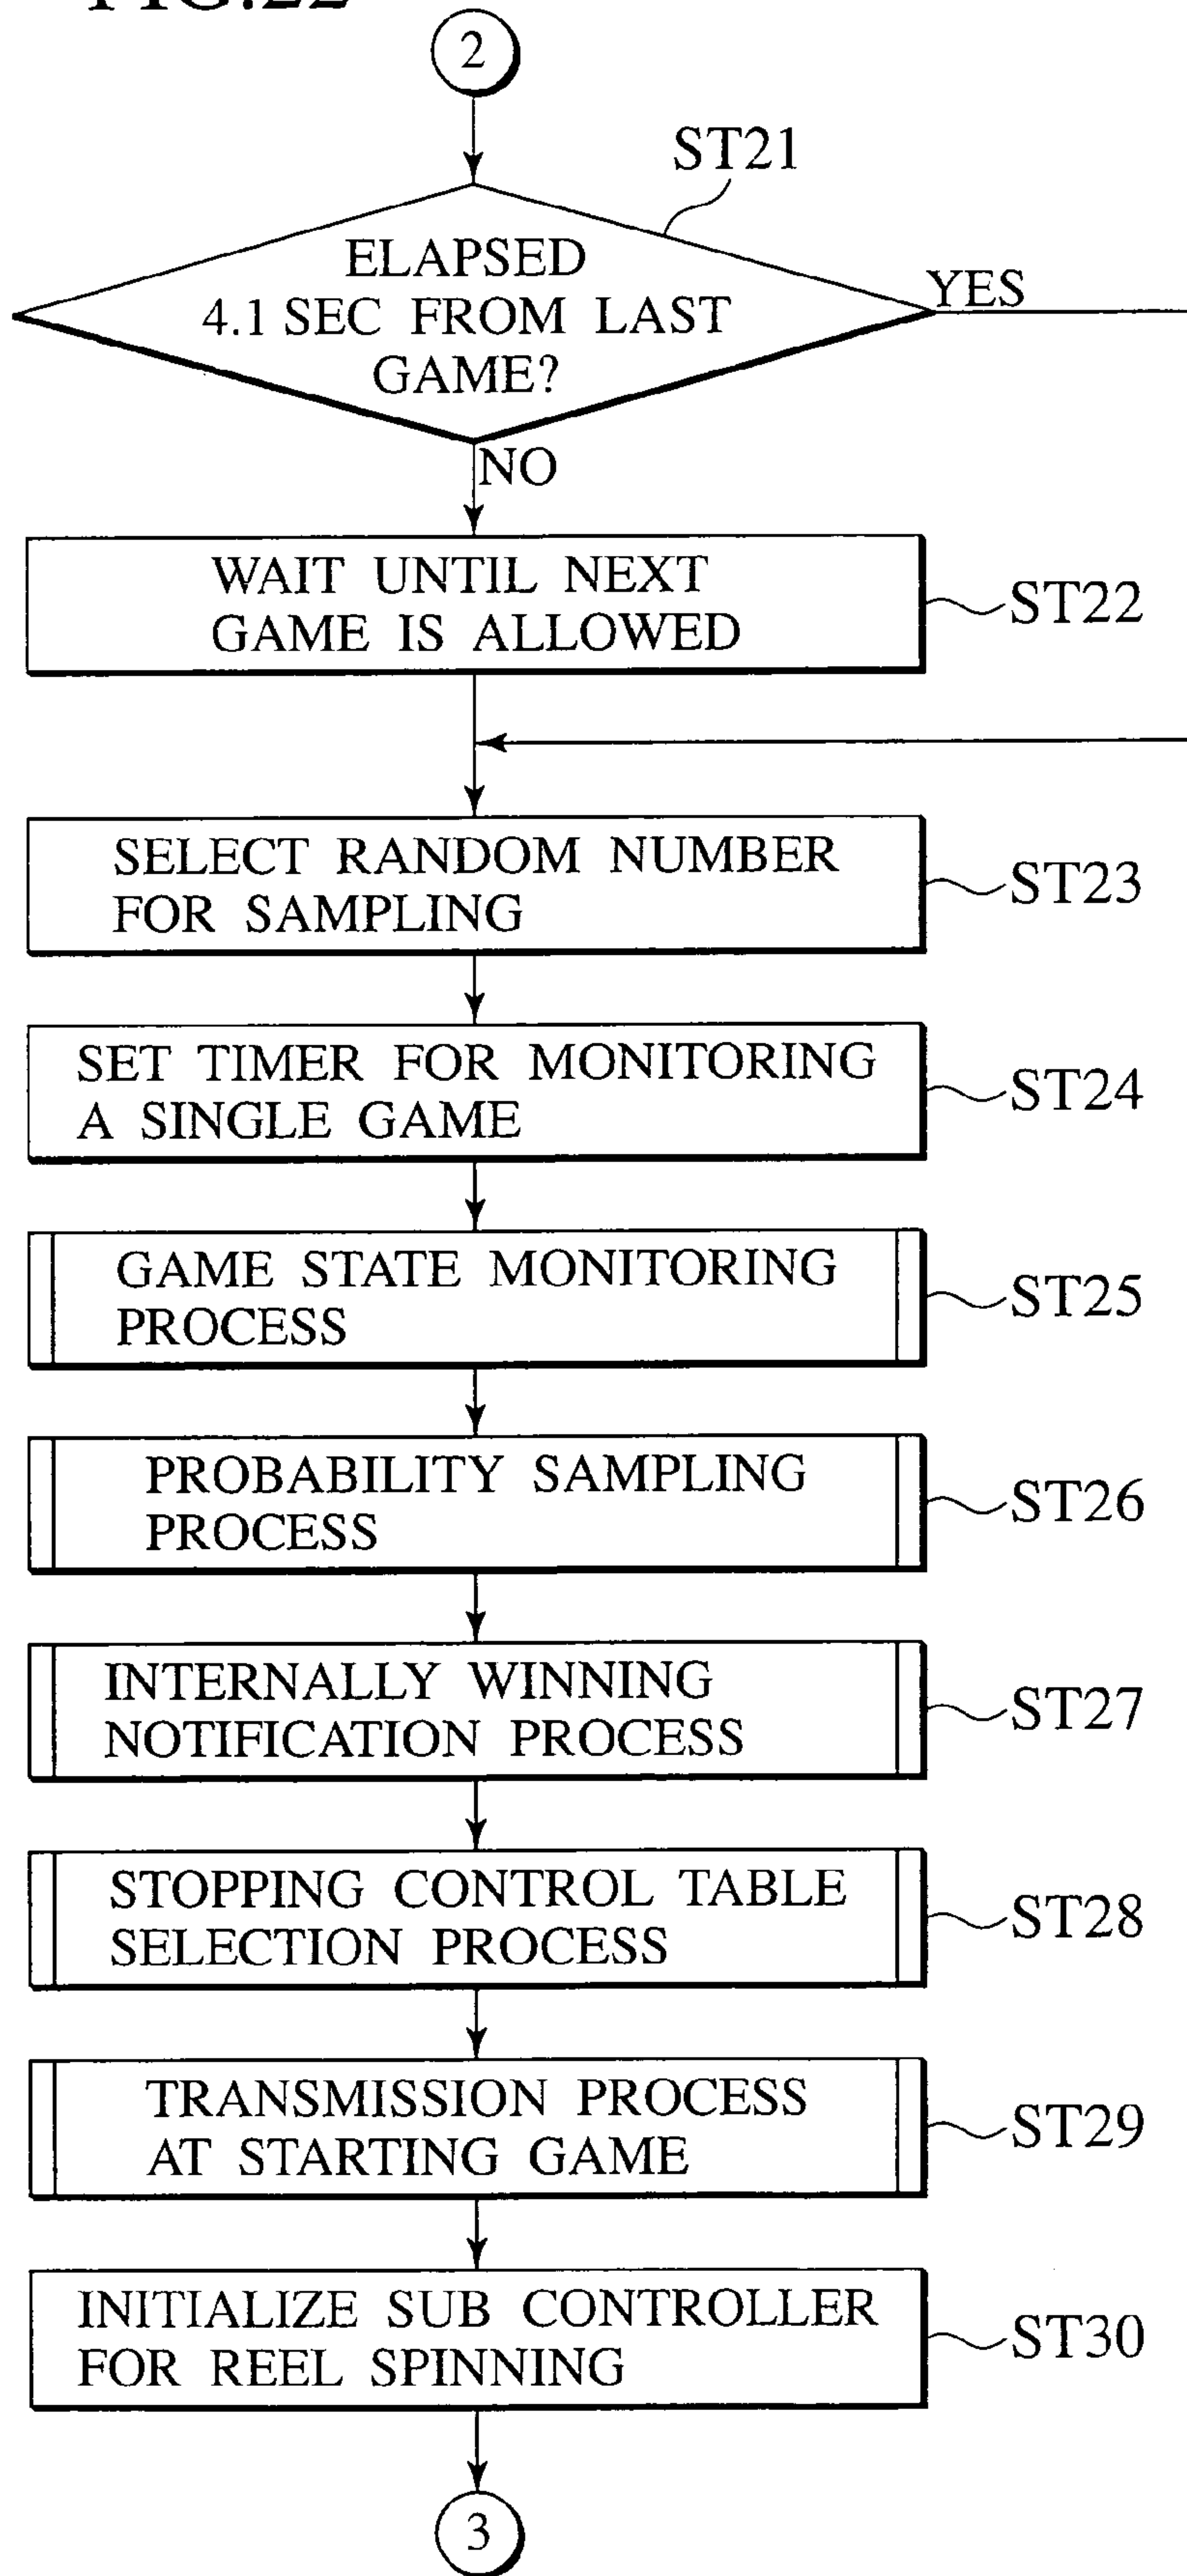 FIG.22
2
ST21
ELAPSED
4.1 SEC FROM LAST
GAME?
YES
NO
WAIT UNTIL NEXT
GAME IS ALLOWED
ST22
SELECT RANDOM NUMBER
FOR SAMPLING
ST23
SET TIMER FOR MONITORING
A SINGLE GAME
ST24
GAME STATE MONITORING
PROCESS
ST25
PROBABILITY SAMPLING
PROCESS
ST26
INTERNALLY WINNING
NOTIFICATION PROCESS
ST27
STOPPING CONTROL TABLE
SELECTION PROCESS
ST28
TRANSMISSION PROCESS
AT STARTING GAME
ST29
INITIALIZE SUB CONTROLLER
FOR REEL SPINNING
ST30
3